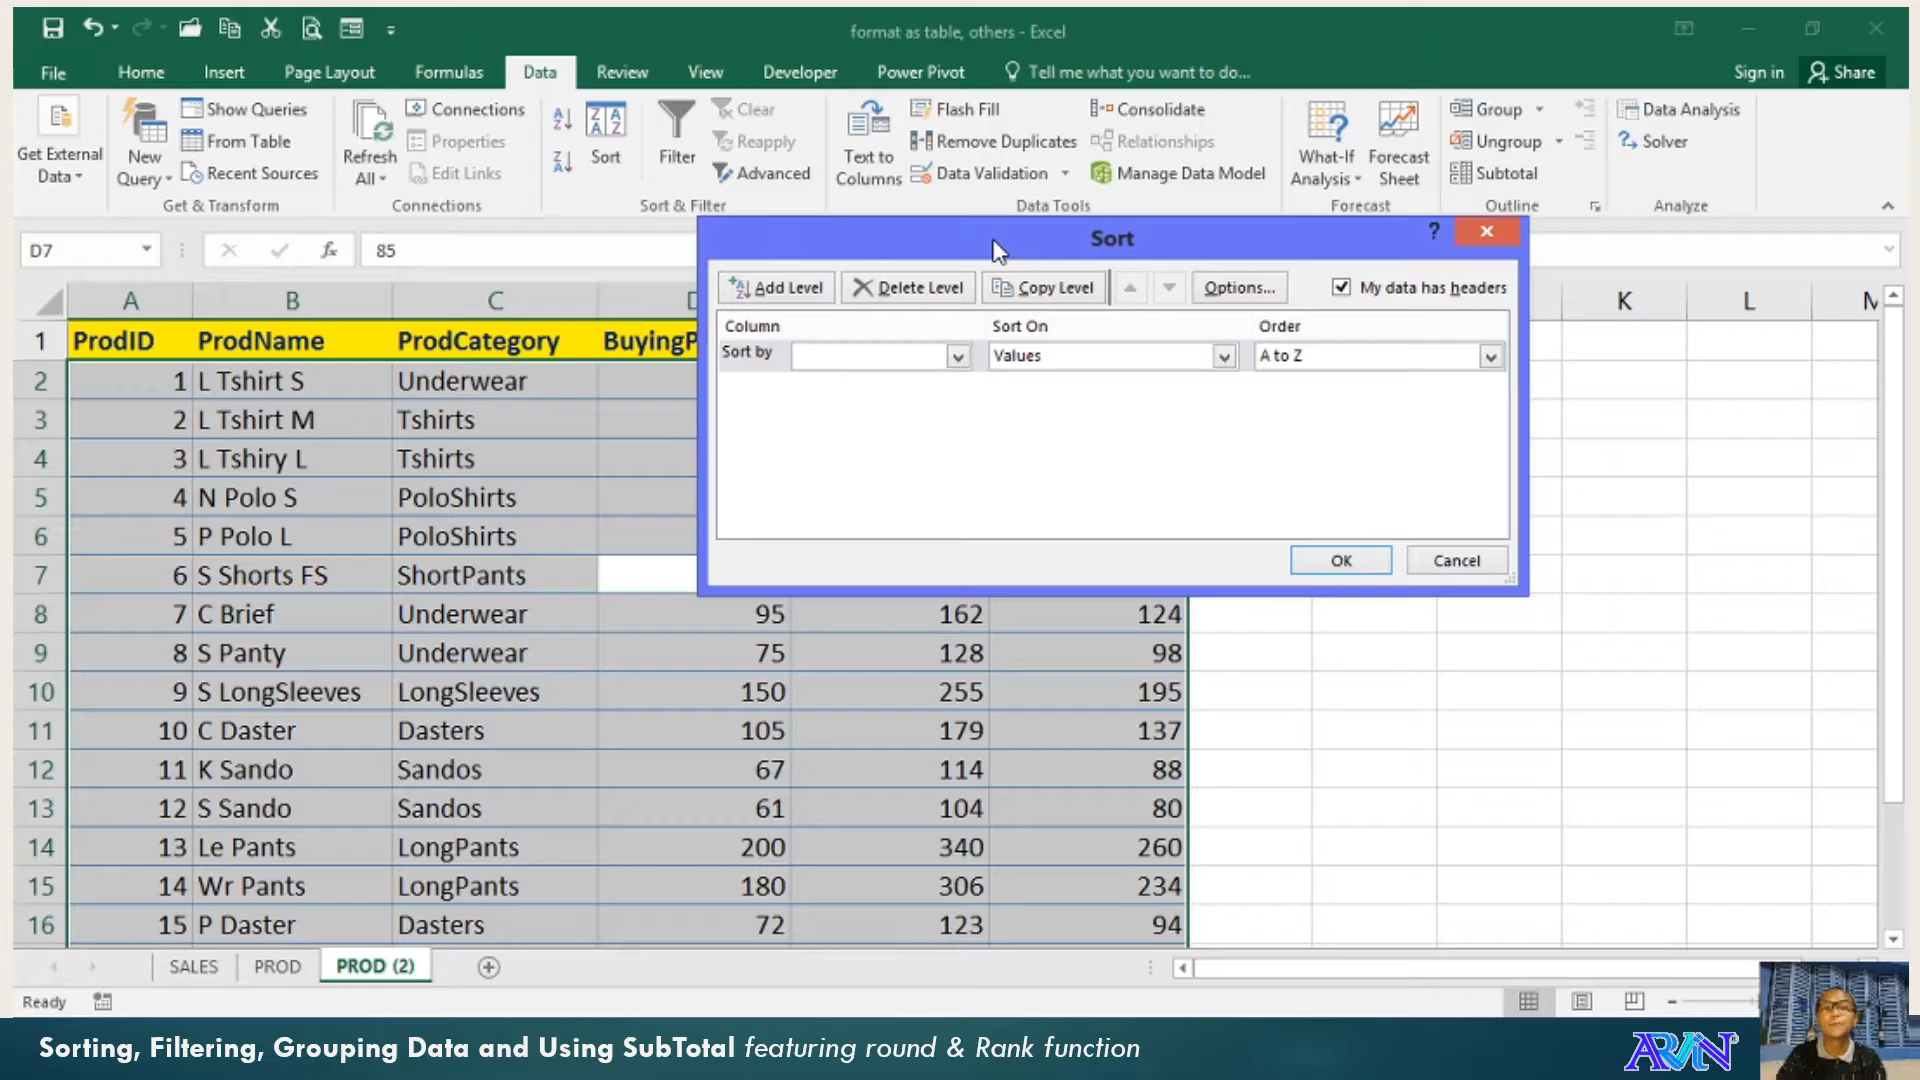 format as table, others - Excel
File Home Insert Page Layout Formulas Data Review View Developer Power Pivot Tell me what you want to do... Sign in Share
Get External Data
New Query
Show Queries
From Table
Recent Sources
Get & Transform
Refresh All
Connections
Properties
Edit Links
Connections
Sort
Filter
Clear
Reapply
Advanced
Sort & Filter
Text to Columns
Flash Fill
Remove Duplicates
Data Validation
Consolidate
Relationships
Manage Data Model
Data Tools
What-If Analysis
Forecast Sheet
Forecast
Group
Ungroup
Subtotal
Outline
Data Analysis
Solver
Analyze
D7 fx 85
Sort ?
Add Level Delete Level Copy Level Options... My data has headers
Column Sort On Order
Sort by Values A to Z
OK Cancel
A B C K L
1 ProdID ProdName ProdCategory BuyingP
2 1 L Tshirt S Underwear
3 2 L Tshirt M Tshirts
4 3 L Tshiry L Tshirts
5 4 N Polo S PoloShirts
6 5 P Polo L PoloShirts
7 6 S Shorts FS ShortPants
8 7 C Brief Underwear 95 162 124
9 8 S Panty Underwear 75 128 98
10 9 S LongSleeves LongSleeves 150 255 195
11 10 C Daster Dasters 105 179 137
12 11 K Sando Sandos 67 114 88
13 12 S Sando Sandos 61 104 80
14 13 Le Pants LongPants 200 340 260
15 14 Wr Pants LongPants 180 306 234
16 15 P Daster Dasters 72 123 94
SALES PROD PROD (2)
Ready
Sorting, Filtering, Grouping Data and Using SubTotal featuring round & Rank function
ARVIN